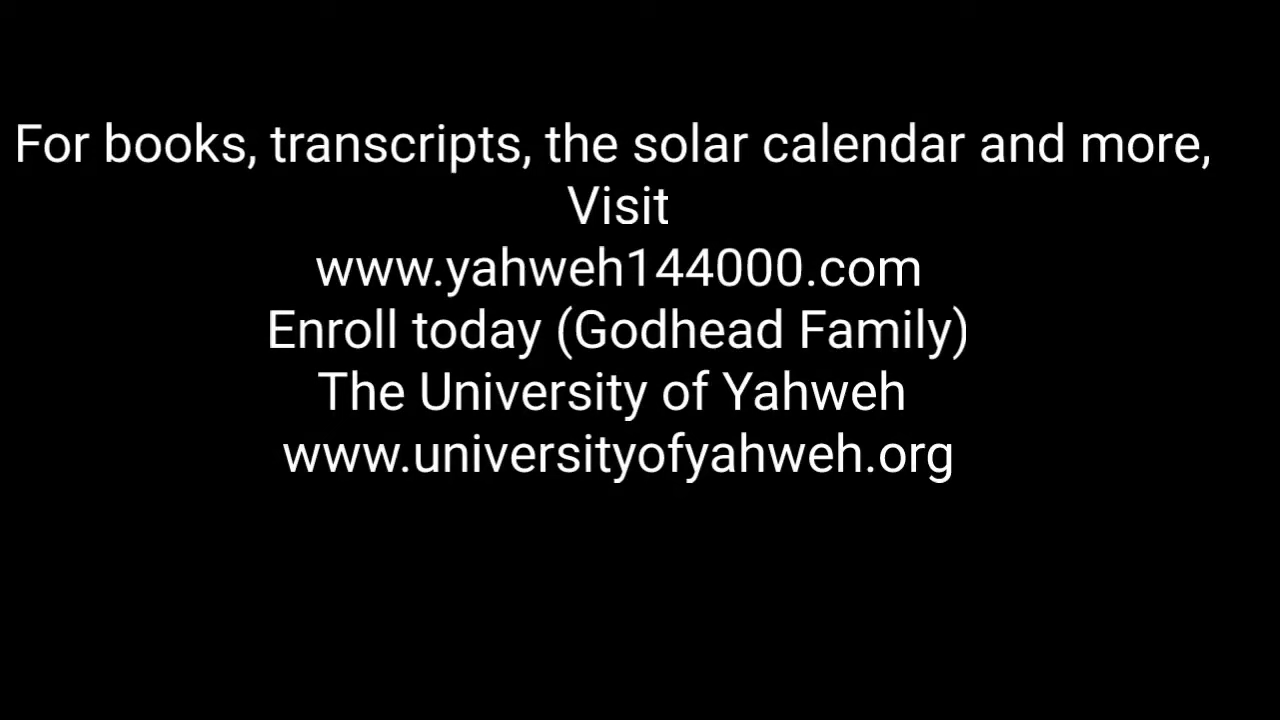 For books, transcripts, the solar calendar and more,
Visit
www.yahweh144000.com
Enroll today (Godhead Family)
The University of Yahweh
www.universityofyahweh.org